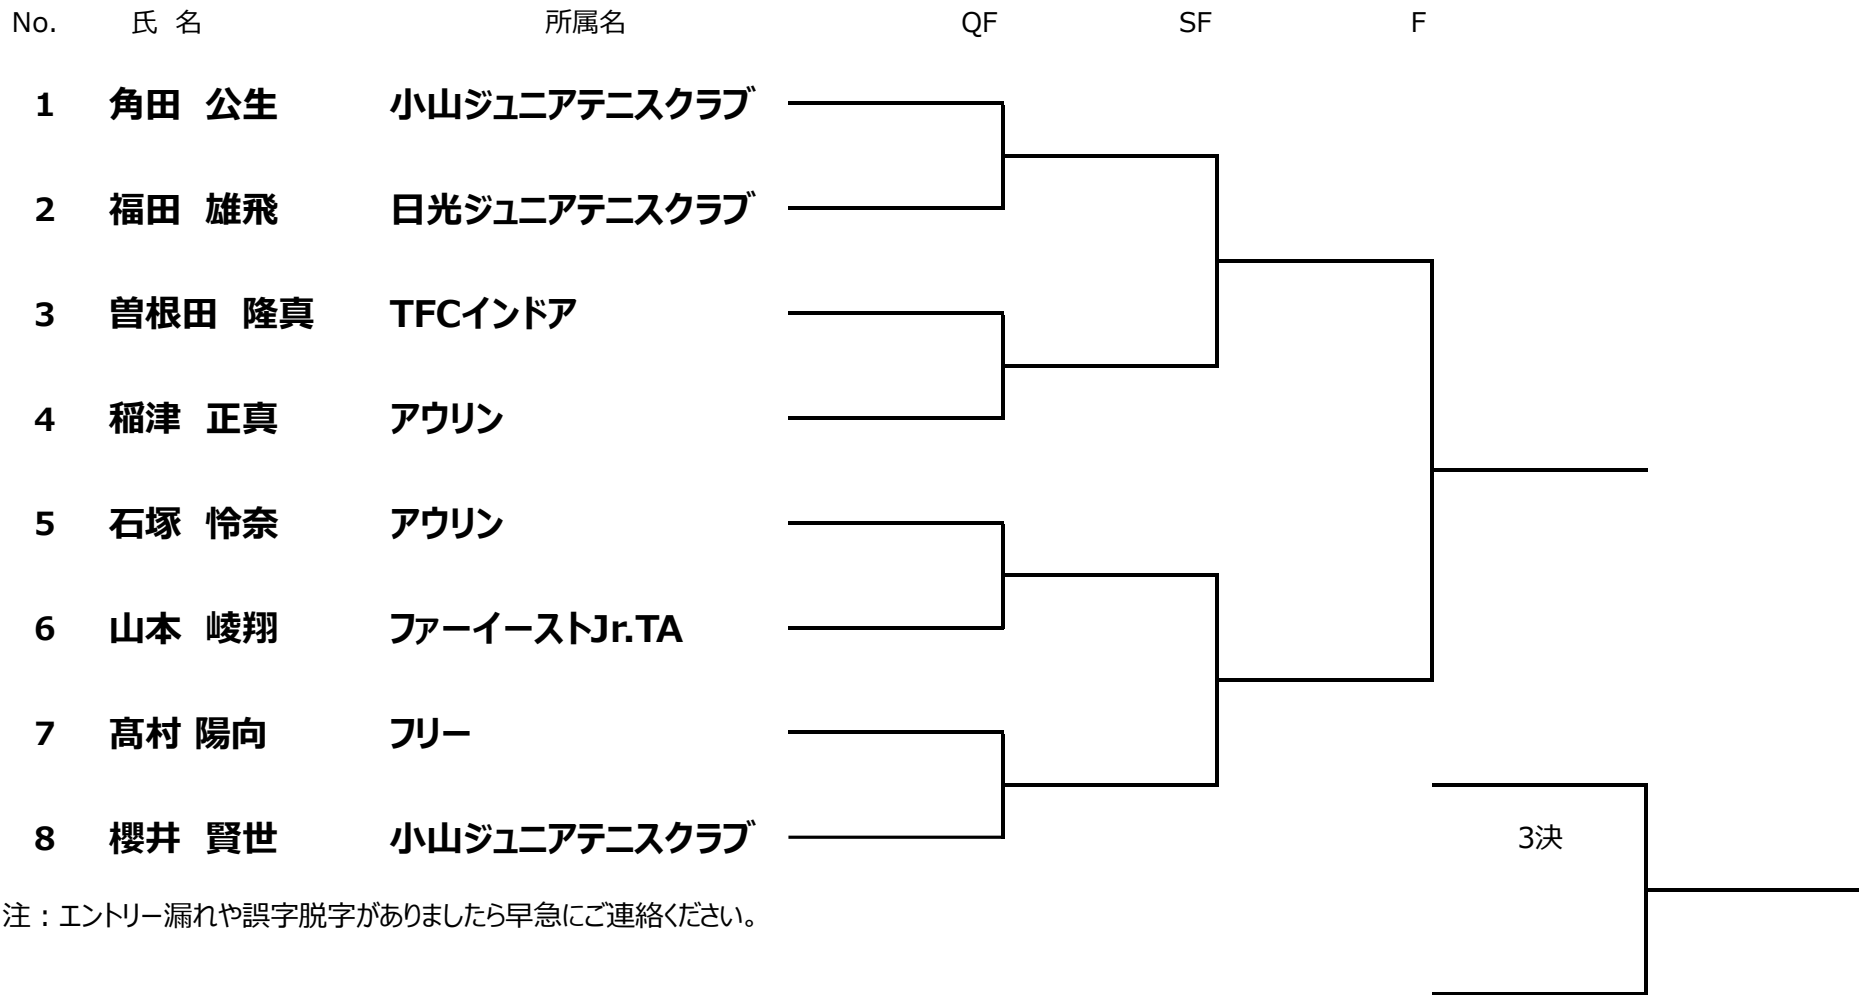 No. 氏 名 所属名 QF SF F
1 角田 公生 小山ジュニアテニスクラブ
2 福田 雄飛 日光ジュニアテニスクラブ
3 曽根田 隆真 TFCインドア
4 稲津 正真 アウリン
5 石塚 怜奈 アウリン
6 山本 崚翔 ファーイーストJr.TA
7 髙村 陽向 フリー
8 櫻井 賢世 小山ジュニアテニスクラブ
3決
注：エントリー漏れや誤字脱字がありましたら早急にご連絡ください。